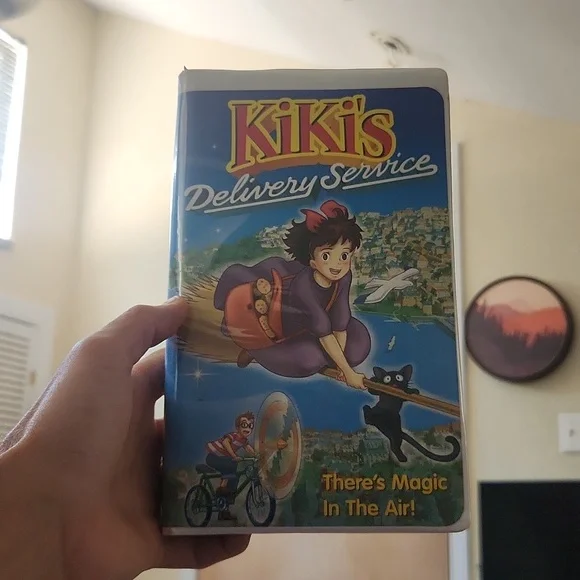 KiKi's
Delivery Service
There's Magic
In The Air!